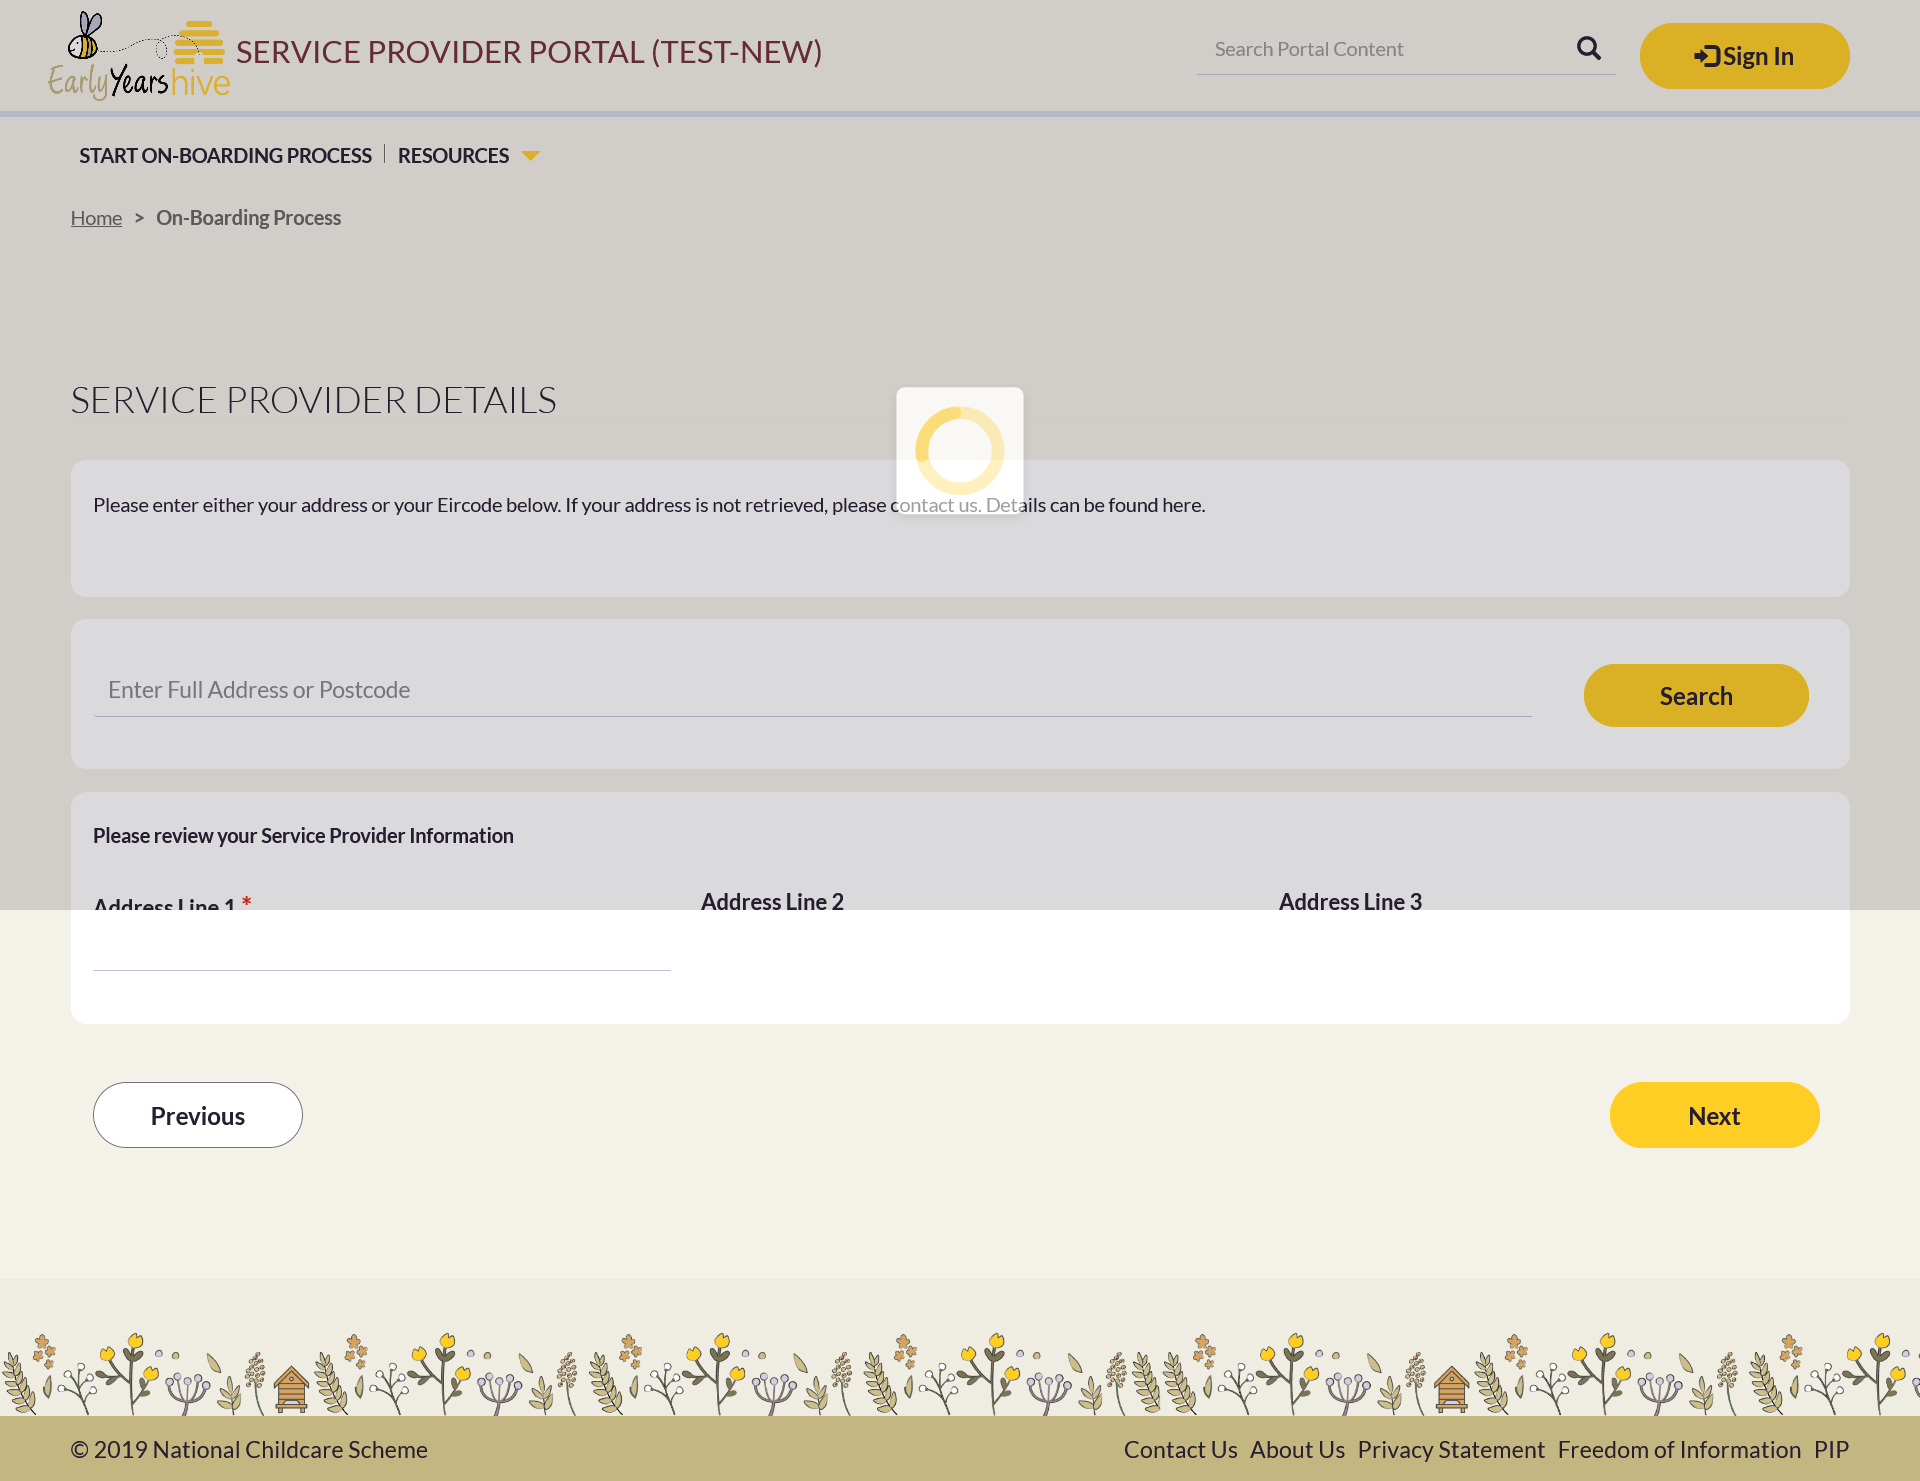 Early Years hive
SERVICE PROVIDER PORTAL (TEST-NEW)
Search Portal Content
Sign In
START ON-BOARDING PROCESS
RESOURCES
Home > On-Boarding Process
SERVICE PROVIDER DETAILS
Please enter either your address or your Eircode below. If your address is not retrieved, please contact us. Details can be found here.
Enter Full Address or Postcode
Search
Please review your Service Provider Information
Address Line 1 *
Address Line 2
Address Line 3
Previous
Next
© 2019 National Childcare Scheme
Contact Us About Us Privacy Statement Freedom of Information PIP